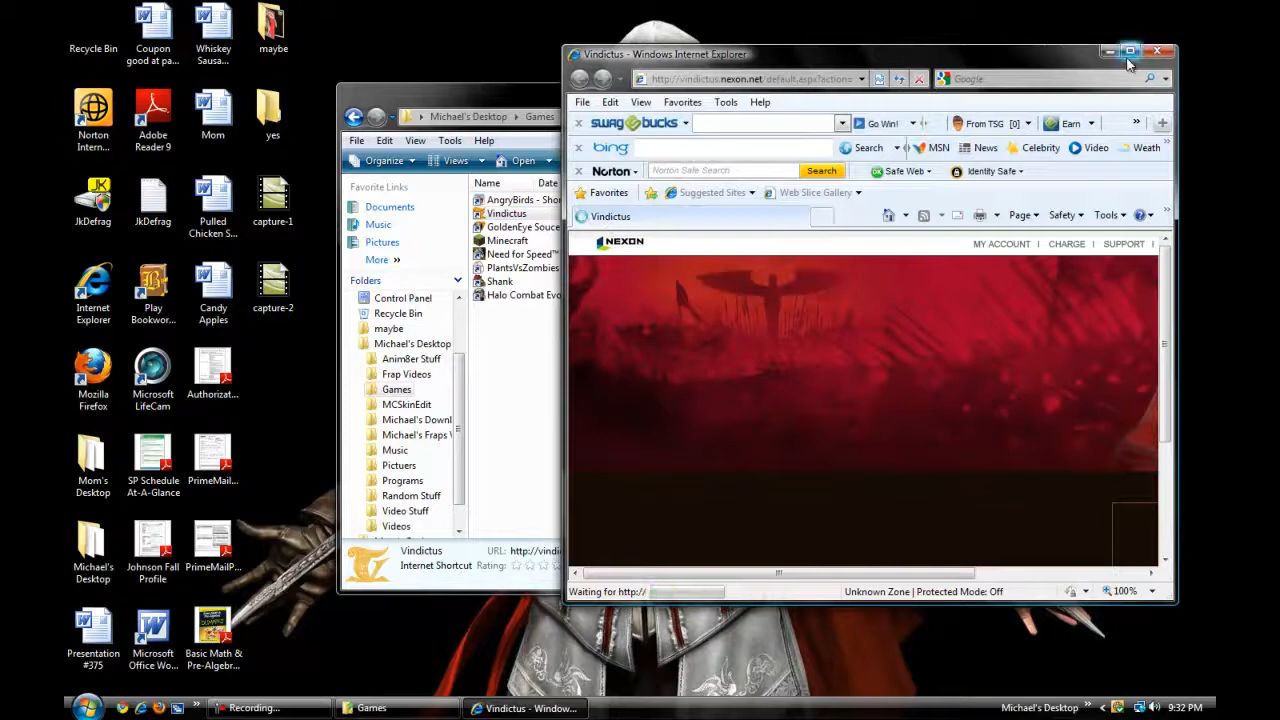 Recycle Bin
Coupon good at pa...
Whiskey Sausa...
maybe
Norton Intern...
Adobe Reader 9
Mom
yes
JkDefrag
JkDefrag
Pulled Chicken S...
capture-1
Internet Explorer
Play Bookwor...
Candy Apples
capture-2
Mozilla Firefox
Microsoft LifeCam
Authorizat...
Mom's Desktop
SP Schedule At-A-Glance
PrimeMail...
Michael's Desktop
Johnson Fall Profile
PrimeMailP...
Presentation #375
Microsoft Office Wo...
Basic Math & Pre-Algebr...
Michael's Desktop Games
File Edit View Tools Help
Organize Views Open
Favorite Links
Documents
Music
Pictures
More »
Folders
Control Panel
Recycle Bin
maybe
Michael's Desktop
Anim8er Stuff
Frap Videos
Games
MCSkinEdit
Michael's Downl
Michael's Fraps V
Music
Pictuers
Programs
Random Stuff
Video Stuff
Videos
Name Date
AngryBirds - Shor
Vindictus
GoldenEye Souce
Minecraft
Need for Speed™
PlantsVsZombies
Shank
Halo Combat Evo
Vindictus URL: http://vindi
Internet Shortcut Rating:
Vindictus - Windows Internet Explorer
http://vindictus.nexon.net/default.aspx?action= Google
File Edit View Favorites Tools Help
x swagbucks Go Win! From TSG [0] Earn »
x bing Search MSN News Celebrity Video Weath »
x Norton Norton Safe Search Search Safe Web Identity Safe
Favorites Suggested Sites Web Slice Gallery
Vindictus Page Safety Tools »
NEXON MY ACCOUNT | CHARGE | SUPPORT |
Waiting for http:// Unknown Zone | Protected Mode: Off 100%
» Recording... Games Vindictus - Window... Michael's Desktop » 9:32 PM